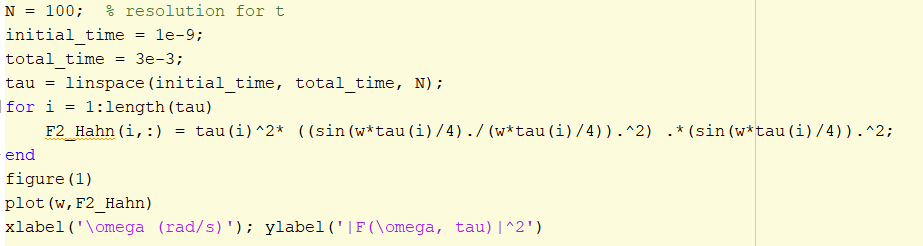 N = 100;  % resolution for t
initial_time = 1e-9;
total_time = 3e-3;
tau = linspace(initial_time, total_time, N);
for i = 1:length(tau)
    F2_Hahn(i,:) = tau(i)^2* ((sin(w*tau(i)/4)./(w*tau(i)/4)).^2) .*(sin(w*tau(i)/4)).^2;
end
figure(1)
plot(w,F2_Hahn)
xlabel('\omega (rad/s)'); ylabel('|F(\omega, tau)|^2')